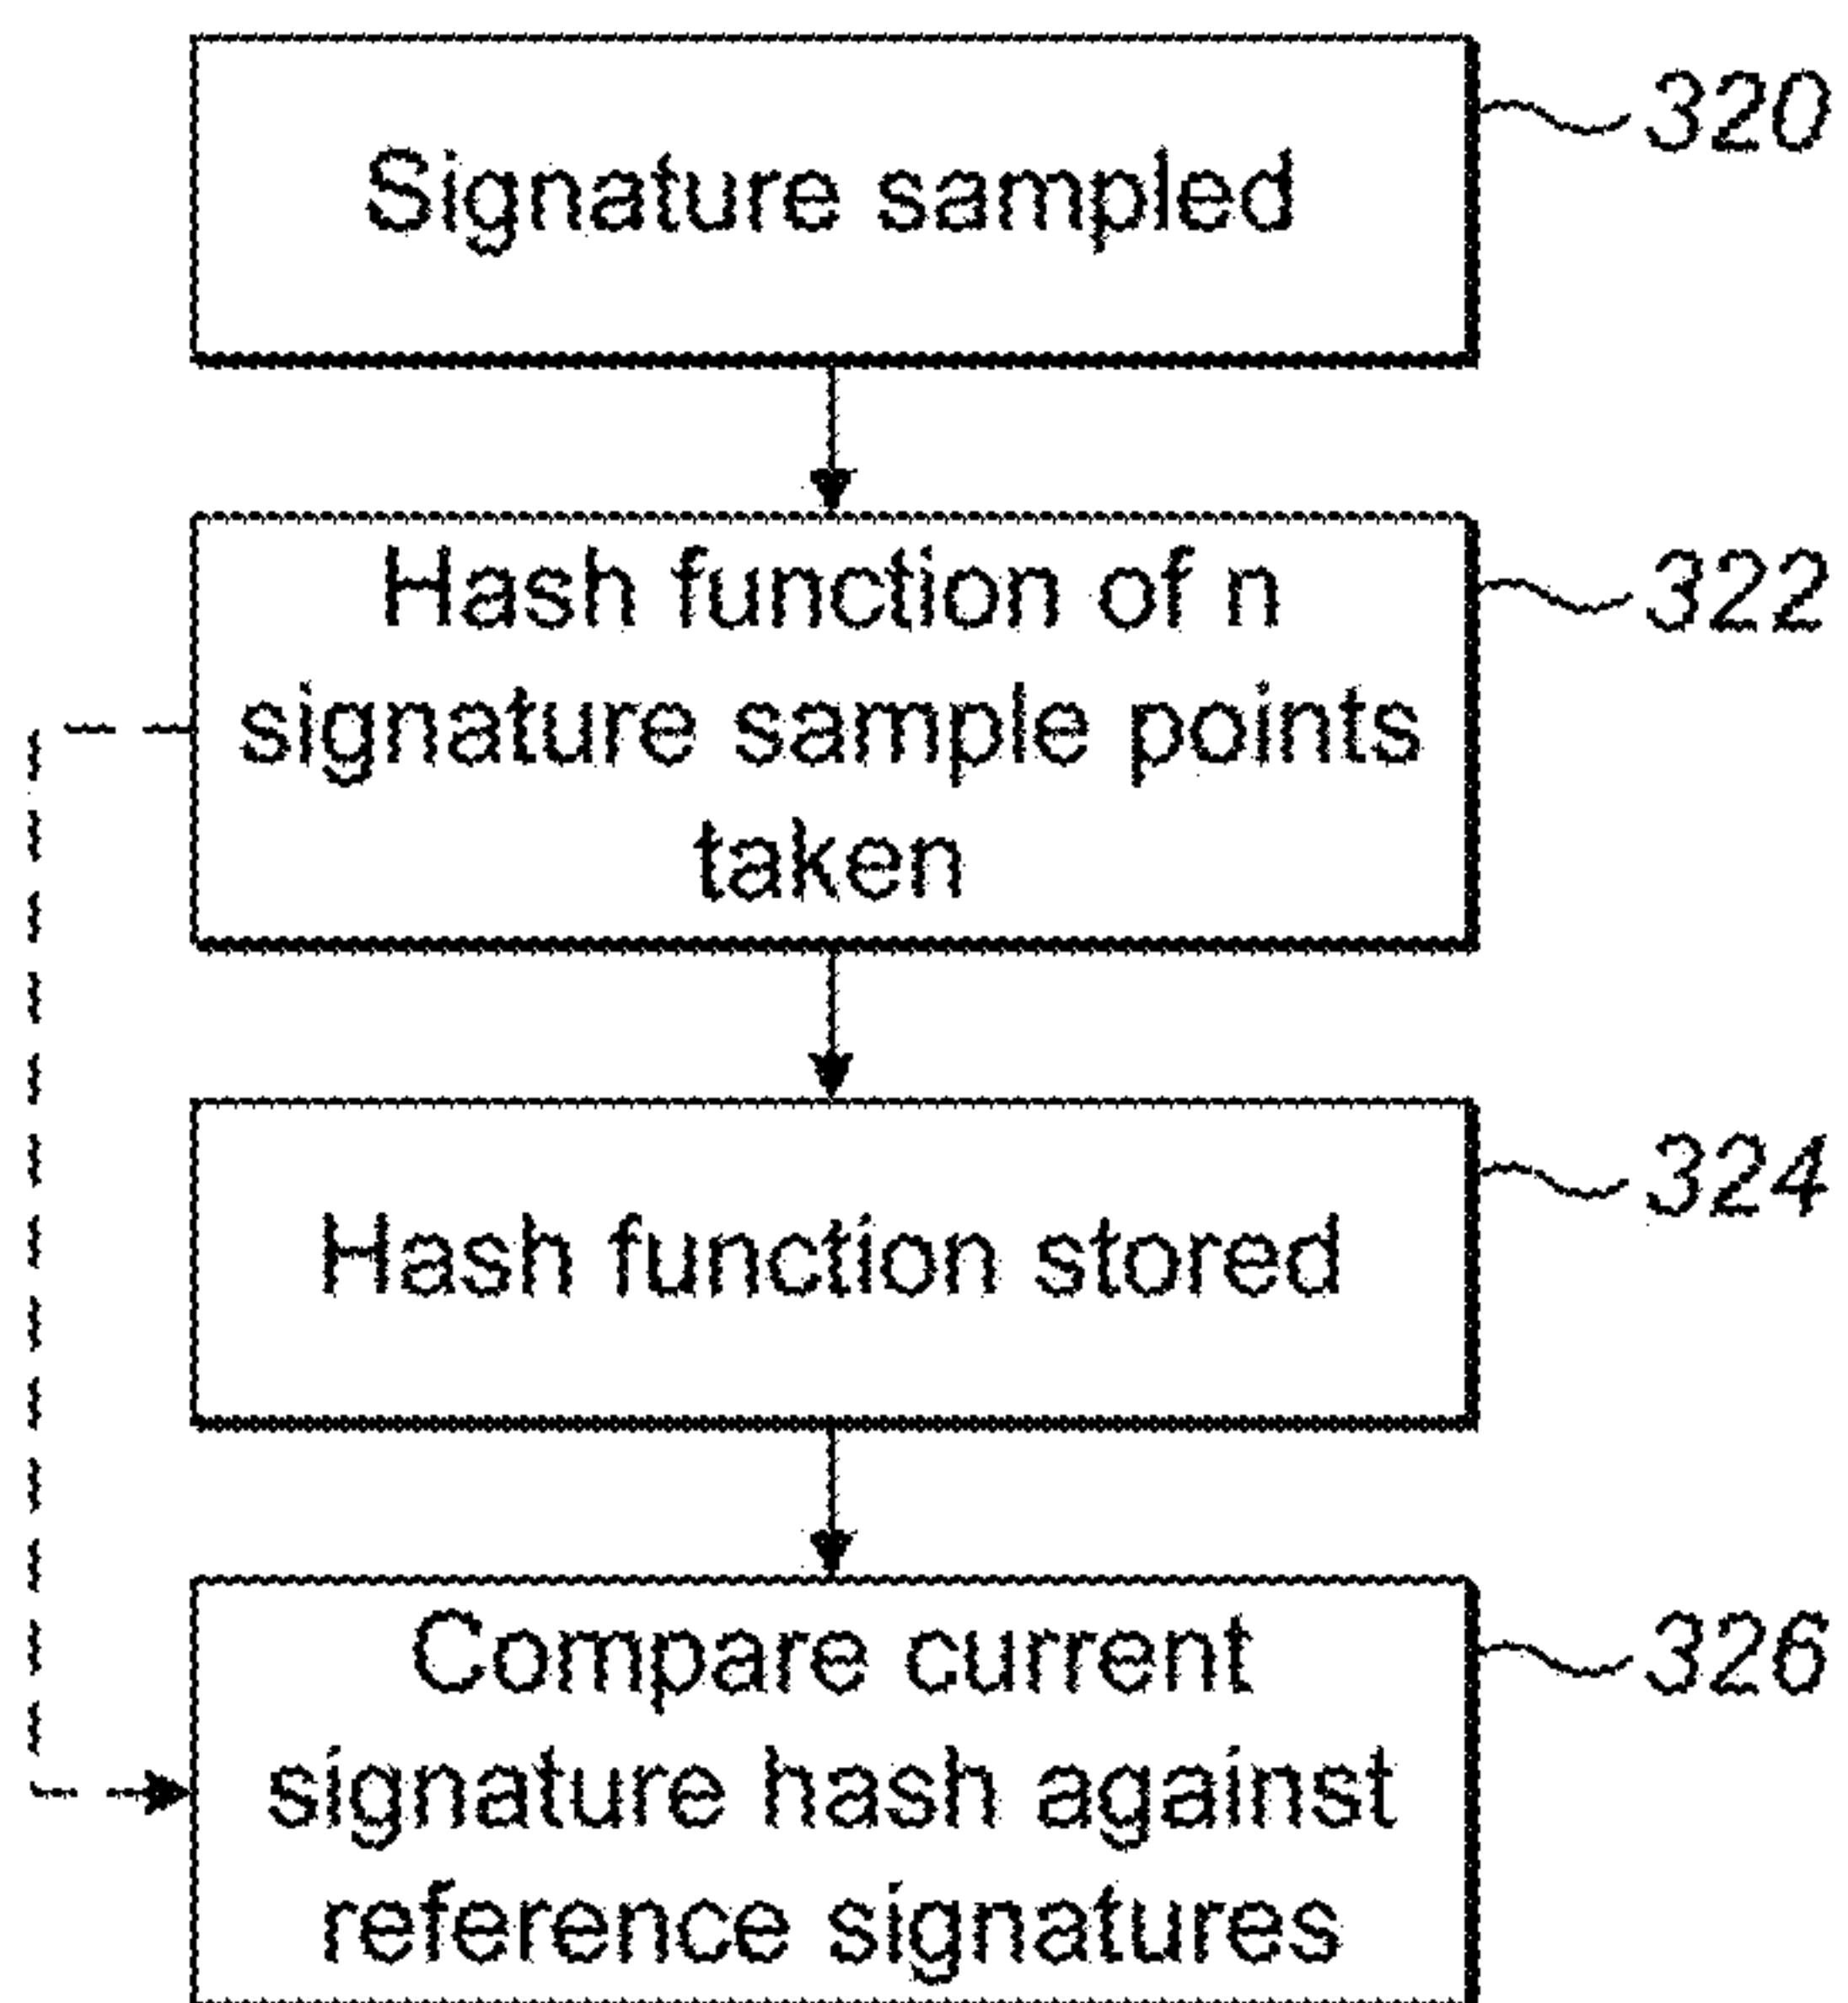 Signature sampled
320
Hash function of n
322
signature sample points
taken
324
Hash function stored
Compare current
326
signature hash against
reference signatures